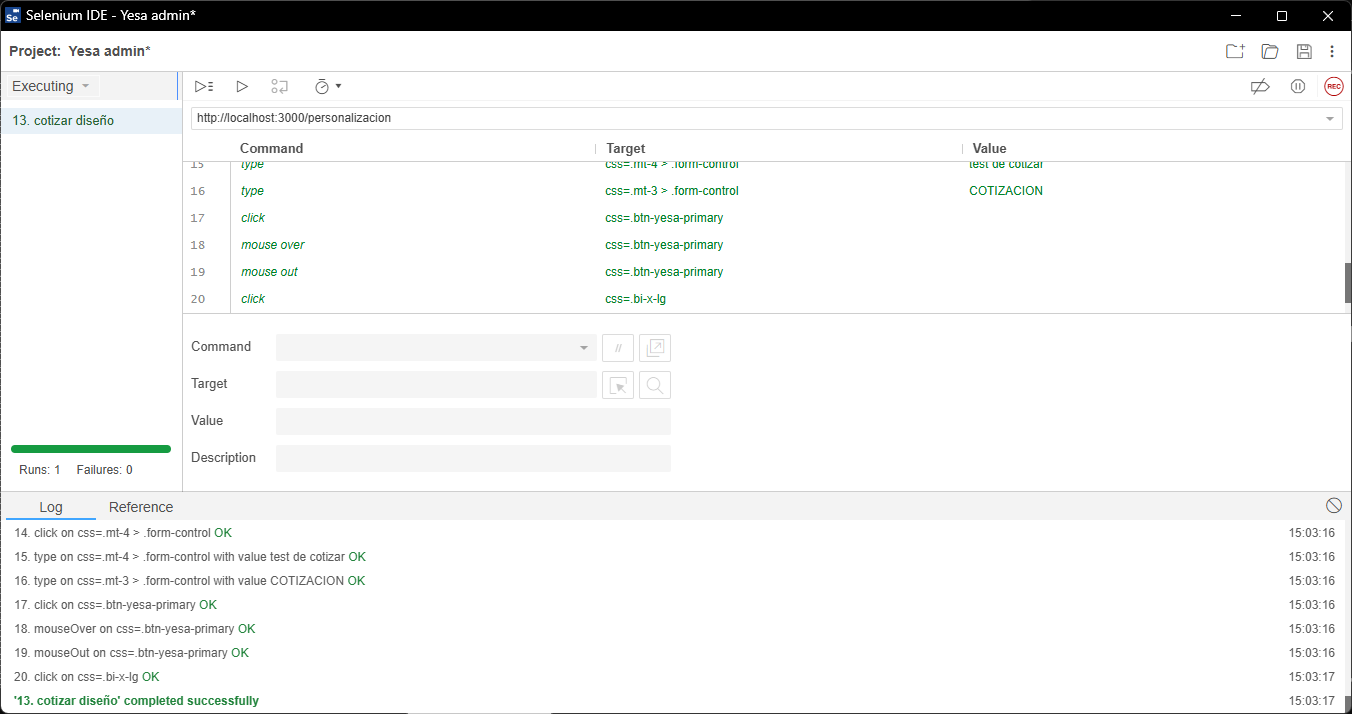 Selenium IDE - Yesa admin*
Project: Yesa admin*
Executing
REC
13. cotizar diseño
http://localhost:3000/personalizacion
Command Target Value
15 type css=.mt-4 > .form-control test de cotizar
16 type css=.mt-3 > .form-control COTIZACION
17 click css=.btn-yesa-primary
18 mouse over css=.btn-yesa-primary
19 mouse out css=.btn-yesa-primary
20 click css=.bi-x-lg
Command //
Target
Value
Description
Runs: 1 Failures: 0
Log Reference
14. click on css=.mt-4 > .form-control OK 15:03:16
15. type on css=.mt-4 > .form-control with value test de cotizar OK 15:03:16
16. type on css=.mt-3 > .form-control with value COTIZACION OK 15:03:16
17. click on css=.btn-yesa-primary OK 15:03:16
18. mouseOver on css=.btn-yesa-primary OK 15:03:16
19. mouseOut on css=.btn-yesa-primary OK 15:03:16
20. click on css=.bi-x-lg OK 15:03:17
'13. cotizar diseño' completed successfully 15:03:17